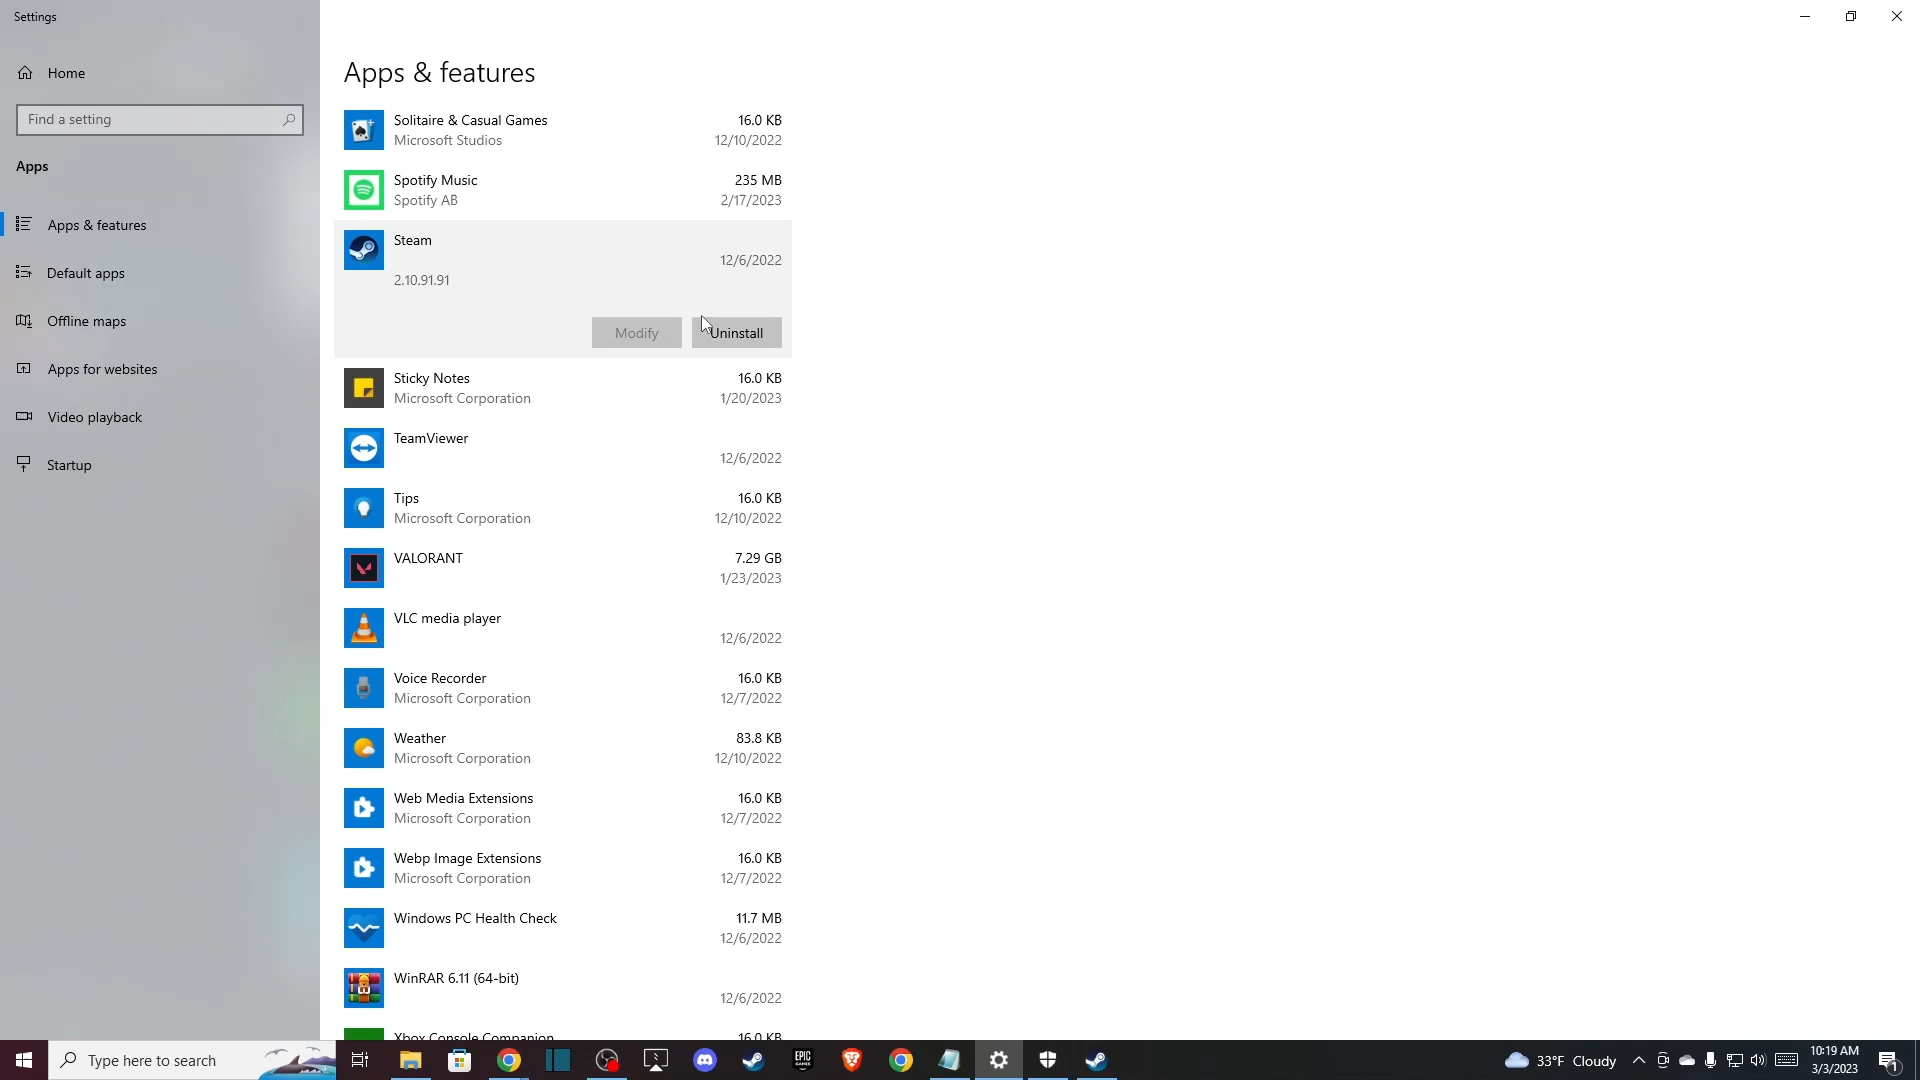 Settings
Home
Find a setting
Apps
Apps & features
Default apps
Offline maps
Apps for websites
Video playback
Startup
Apps & features
Solitaire & Casual Games 16.0 KB
Microsoft Studios 12/10/2022
Spotify Music 235 MB
Spotify AB 2/17/2023
Steam
12/6/2022
2.10.91.91
Modify Uninstall
Sticky Notes 16.0 KB
Microsoft Corporation 1/20/2023
TeamViewer
12/6/2022
Tips 16.0 KB
Microsoft Corporation 12/10/2022
VALORANT 7.29 GB
1/23/2023
VLC media player
12/6/2022
Voice Recorder 16.0 KB
Microsoft Corporation 12/7/2022
Weather 83.8 KB
Microsoft Corporation 12/10/2022
Web Media Extensions 16.0 KB
Microsoft Corporation 12/7/2022
Webp Image Extensions 16.0 KB
Microsoft Corporation 12/7/2022
Windows PC Health Check 11.7 MB
12/6/2022
WinRAR 6.11 (64-bit)
12/6/2022
Xbox Console Companion 16.0 KB
Type here to search
EPIC
GAMES
33°F Cloudy
10:19 AM
3/3/2023
1